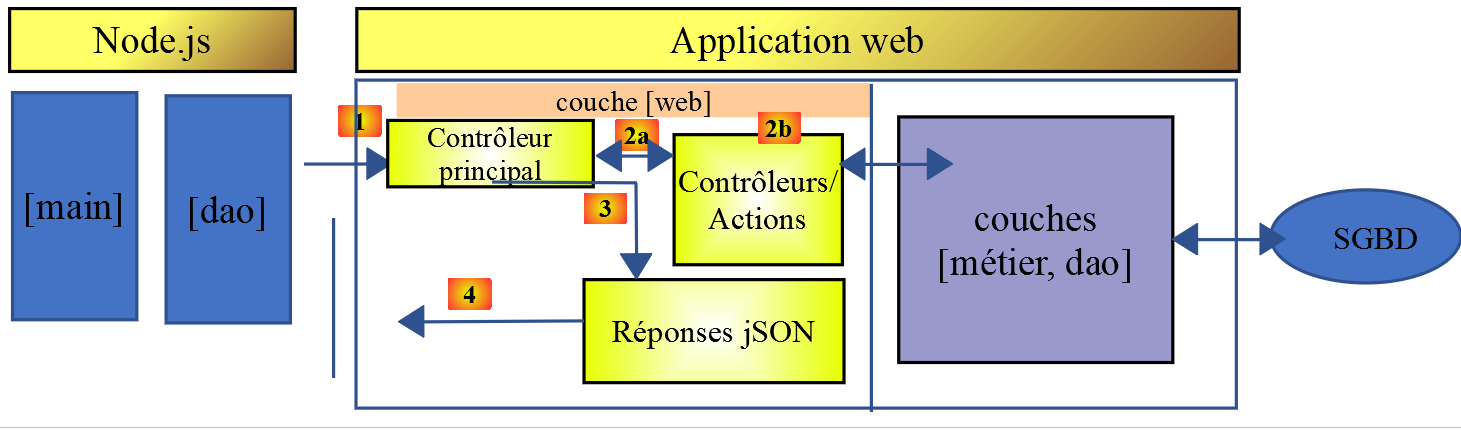 Node.js
Application web
[main]
[dao]
couche [web]
1
Contrôleur
principal
2a
2b
Contrôleurs/
Actions
3
4
Réponses jSON
couches
[métier, dao]
SGBD